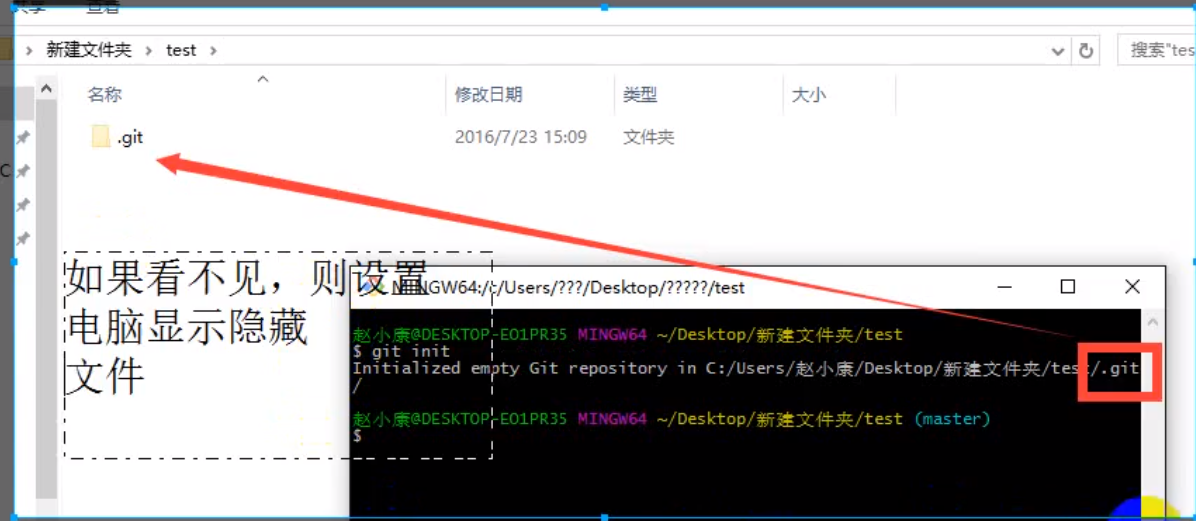 共享 查看
新建文件夹 test
搜索"tes
名称 修改日期 类型 大小
.git 2016/7/23 15:09 文件夹
C
如果看不见，则设置
电脑显示隐藏
文件
MINGW64:/c/Users/???/Desktop/?????/test
赵小康@DESKTOP-EO1PR35 MINGW64 ~/Desktop/新建文件夹/test
$ git init
Initialized empty Git repository in C:/Users/赵小康/Desktop/新建文件夹/test/.git
/
赵小康@DESKTOP-EO1PR35 MINGW64 ~/Desktop/新建文件夹/test (master)
$